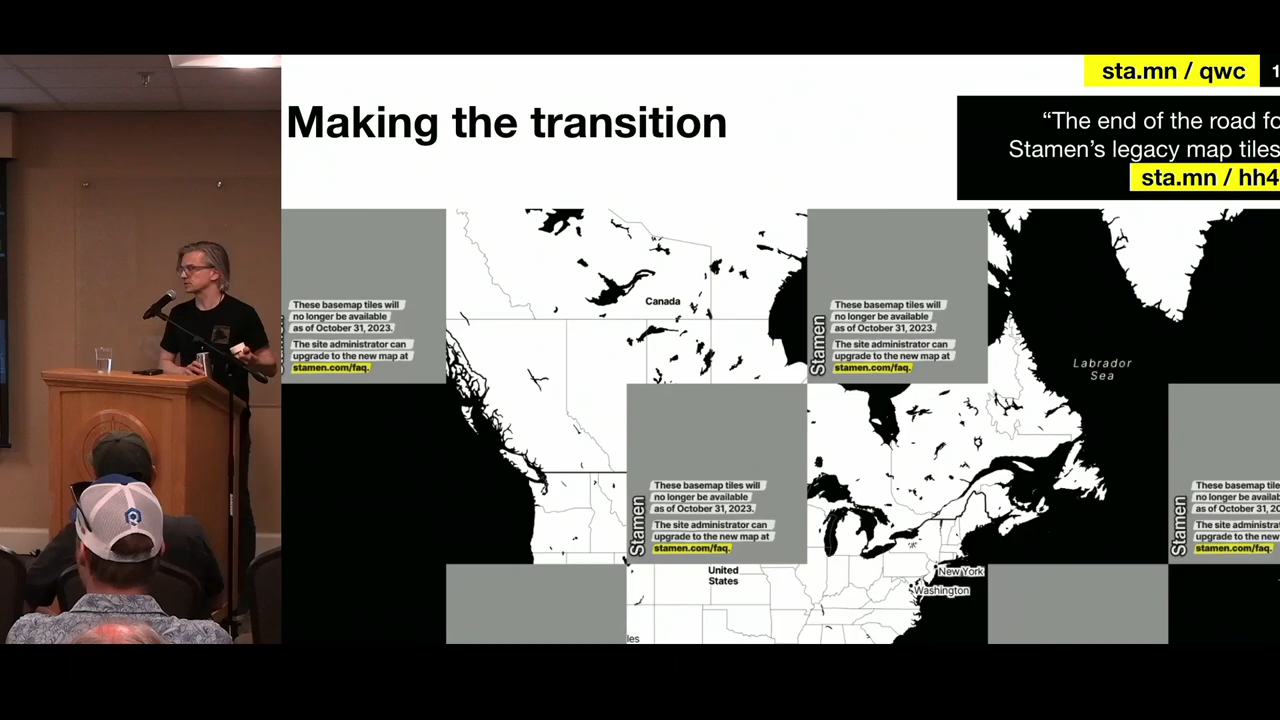 sta.mn / qwc
1
Making the transition
“The end of the road fo
Stamen’s legacy map tiles
sta.mn / hh4
These basemap tiles will
no longer be available
as of October 31, 2023.
The site administrator can
upgrade to the new map at
stamen.com/faq.
Canada
Stamen
These basemap tiles will
no longer be available
as of October 31, 2023.
The site administrator can
upgrade to the new map at
stamen.com/faq.
Labrador
Sea
Stamen
These basemap tiles will
no longer be available
as of October 31, 2023.
The site administrator can
upgrade to the new map at
stamen.com/faq.
Stamen
These basemap tile
no longer be availab
as of October 31, 20
The site administra
upgrade to the new
stamen.com/faq.
United
States
New York
Washington
les